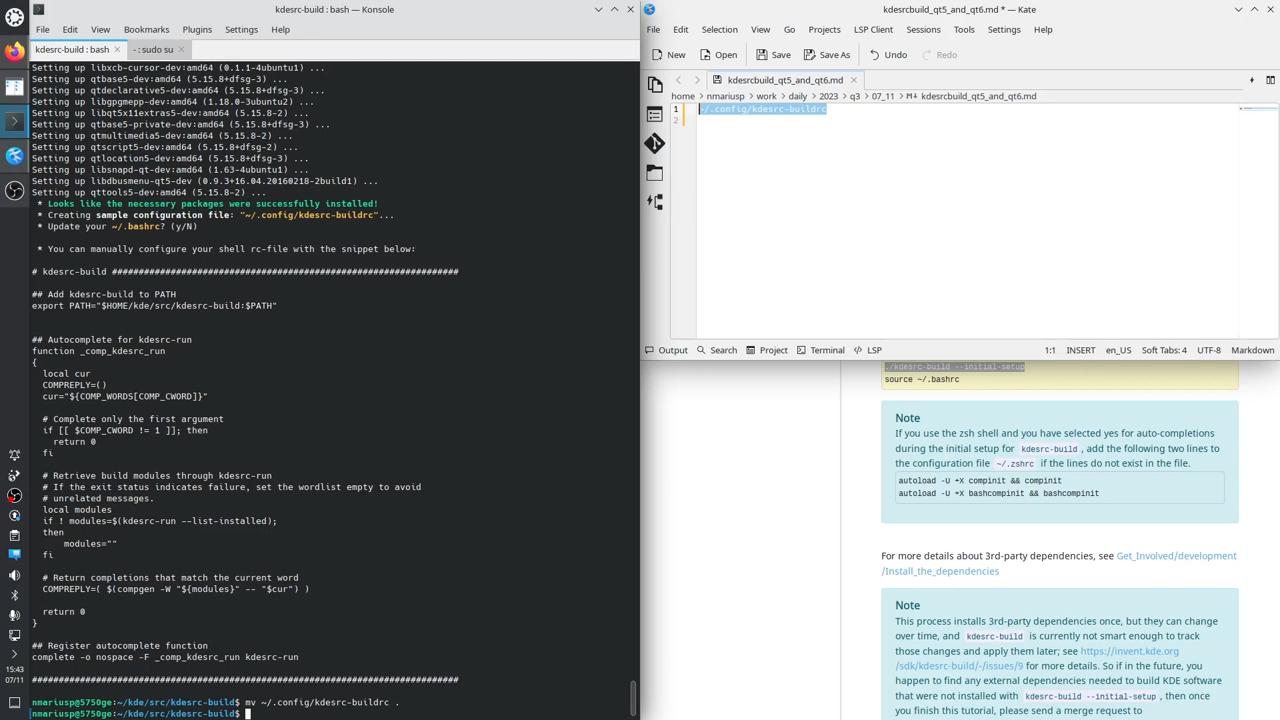 kdesrc-build : bash — Konsole
File Edit View Bookmarks Plugins Settings Help
kdesrc-build : bash
- : sudo su
Setting up libxcb-cursor-dev:amd64 (0.1.1-4ubuntu1) ...
Setting up qtbase5-dev:amd64 (5.15.8+dfsg-3) ...
Setting up qtdeclarative5-dev:amd64 (5.15.8+dfsg-3) ...
Setting up libgpgmepp-dev:amd64 (1.18.0-3ubuntu2) ...
Setting up libqt5x11extras5-dev:amd64 (5.15.8-2) ...
Setting up qtbase5-private-dev:amd64 (5.15.8+dfsg-3) ...
Setting up qtmultimedia5-dev:amd64 (5.15.8-2) ...
Setting up qtscript5-dev:amd64 (5.15.8+dfsg-2) ...
Setting up qtlocation5-dev:amd64 (5.15.8+dfsg-3) ...
Setting up libsnapd-qt-dev:amd64 (1.63-4ubuntu1) ...
Setting up libdbusmenu-qt5-dev (0.9.3+16.04.20160218-2build1) ...
Setting up qttools5-dev:amd64 (5.15.8-2) ...
* Looks like the necessary packages were successfully installed!
* Creating sample configuration file: "~/.config/kdesrc-buildrc"...
* Update your ~/.bashrc? (y/N)
* You can manually configure your shell rc-file with the snippet below:
# kdesrc-build ################################################################
## Add kdesrc-build to PATH
export PATH="$HOME/kde/src/kdesrc-build:$PATH"
## Autocomplete for kdesrc-run
function _comp_kdesrc_run
{
local cur
COMPREPLY=()
cur="${COMP_WORDS[COMP_CWORD]}"
# Complete only the first argument
if [[ $COMP_CWORD != 1 ]]; then
return 0
fi
# Retrieve build modules through kdesrc-run
# If the exit status indicates failure, set the wordlist empty to avoid
# unrelated messages.
local modules
if ! modules=$(kdesrc-run --list-installed);
then
modules=""
fi
# Return completions that match the current word
COMPREPLY=( $(compgen -W "${modules}" -- "$cur") )
return 0
}
## Register autocomplete function
complete -o nospace -F _comp_kdesrc_run kdesrc-run
################################################################################
nmariusp@5750ge:~/kde/src/kdesrc-build$ mv ~/.config/kdesrc-buildrc .
nmariusp@5750ge:~/kde/src/kdesrc-build$
15:43
07/11
kdesrcbuild_qt5_and_qt6.md * — Kate
File Edit Selection View Go Projects LSP Client Sessions Tools Settings Help
New Open Save Save As Undo Redo
kdesrcbuild_qt5_and_qt6.md
home nmariusp work daily 2023 q3 07_11 kdesrcbuild_qt5_and_qt6.md
1 ~/.config/kdesrc-buildrc
2
Output Search Project Terminal LSP 1:1 INSERT en_US Soft Tabs: 4 UTF-8 Markdown
./kdesrc-build --initial-setup
source ~/.bashrc
Note
If you use the zsh shell and you have selected yes for auto-completions
during the initial setup for kdesrc-build , add the following two lines to
the configuration file ~/.zshrc if the lines do not exist in the file.
autoload -U +X compinit && compinit
autoload -U +X bashcompinit && bashcompinit
For more details about 3rd-party dependencies, see Get_Involved/development
/Install_the_dependencies
Note
This process installs 3rd-party dependencies once, but they can change
over time, and kdesrc-build is currently not smart enough to track
those changes and apply them later; see https://invent.kde.org
/sdk/kdesrc-build/-/issues/9 for more details. So if in the future, you
happen to find any external dependencies needed to build KDE software
that were not installed with kdesrc-build --initial-setup , then once
you finish this tutorial, please send a merge request to